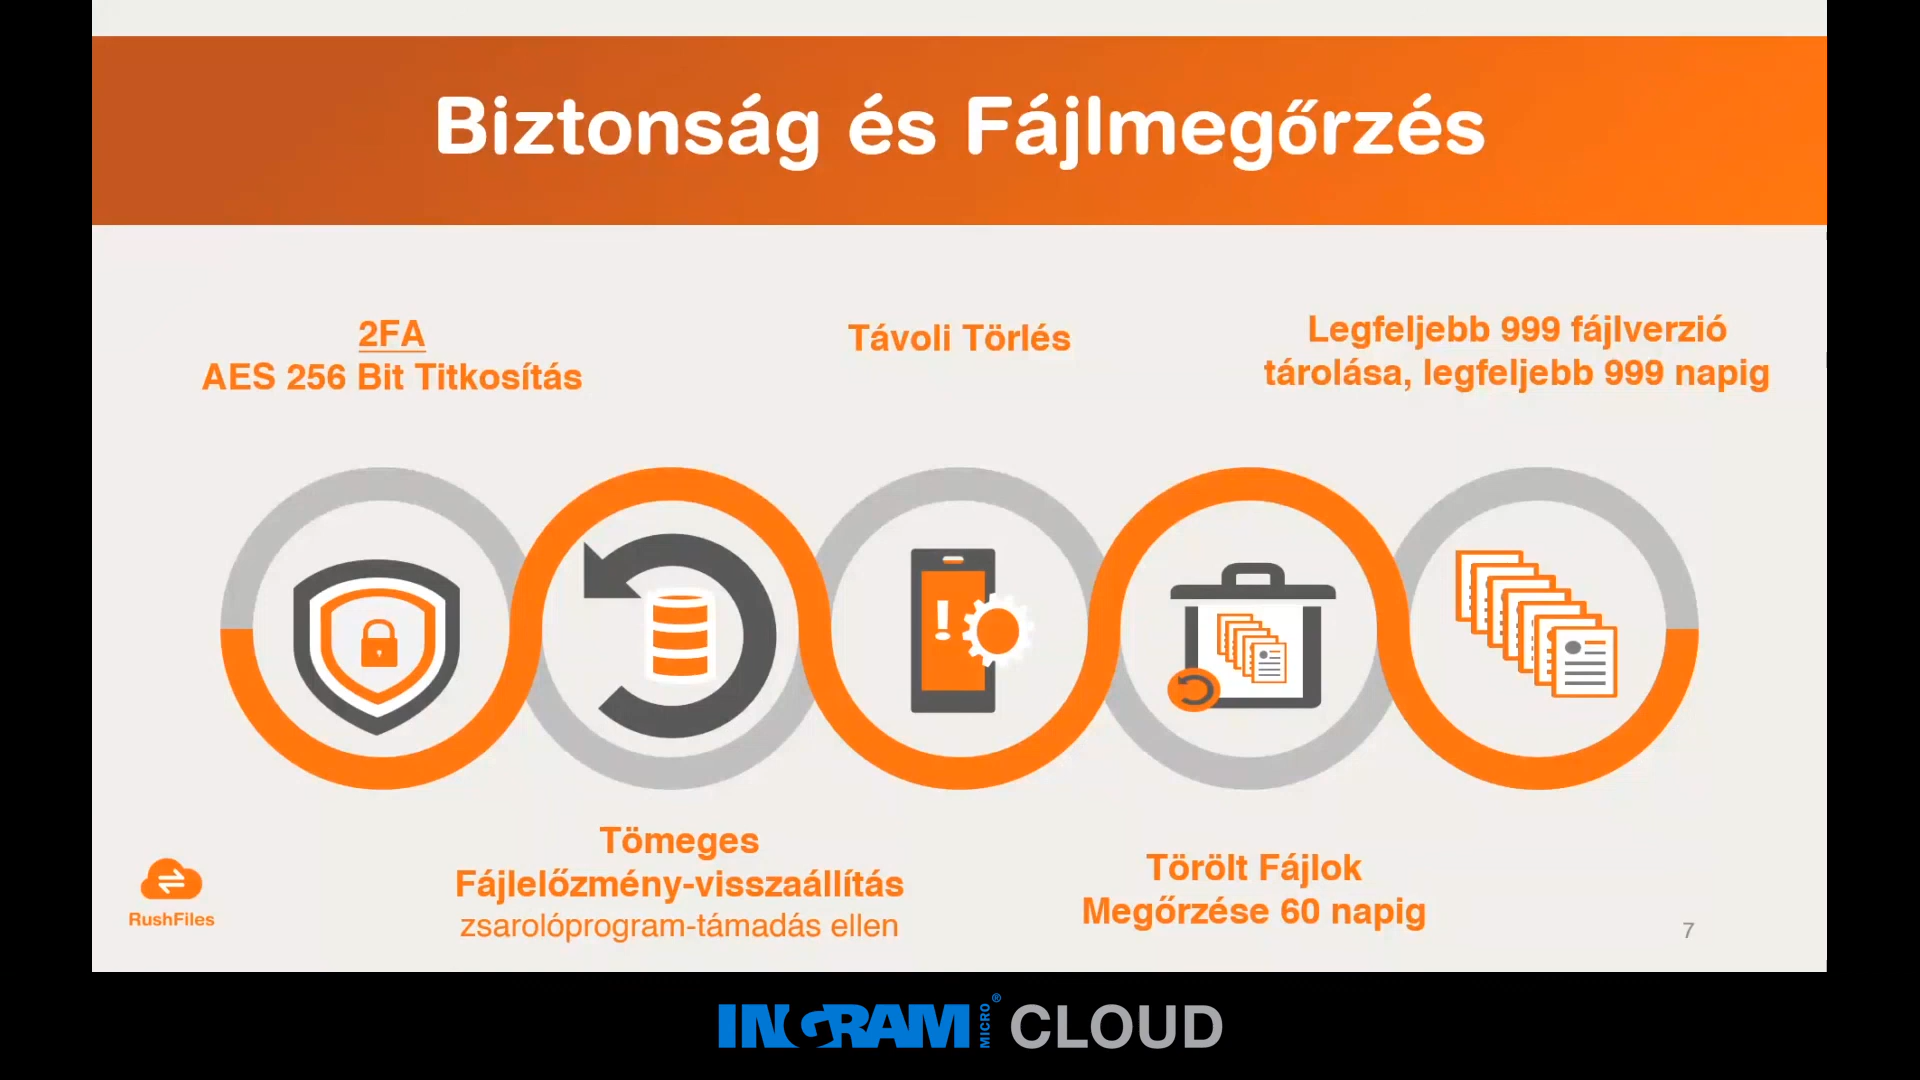 Biztonság és Fájlmegőrzés
2FA
AES 256 Bit Titkosítás
Távoli Törlés
Legfeljebb 999 fájlverzió
tárolása, legfeljebb 999 napig
!
Tömeges
Fájlelőzmény-visszaállítás
zsarolóprogram-támadás ellen
Törölt Fájlok
Megőrzése 60 napig
RushFiles
7
INGRAM MICRO® CLOUD